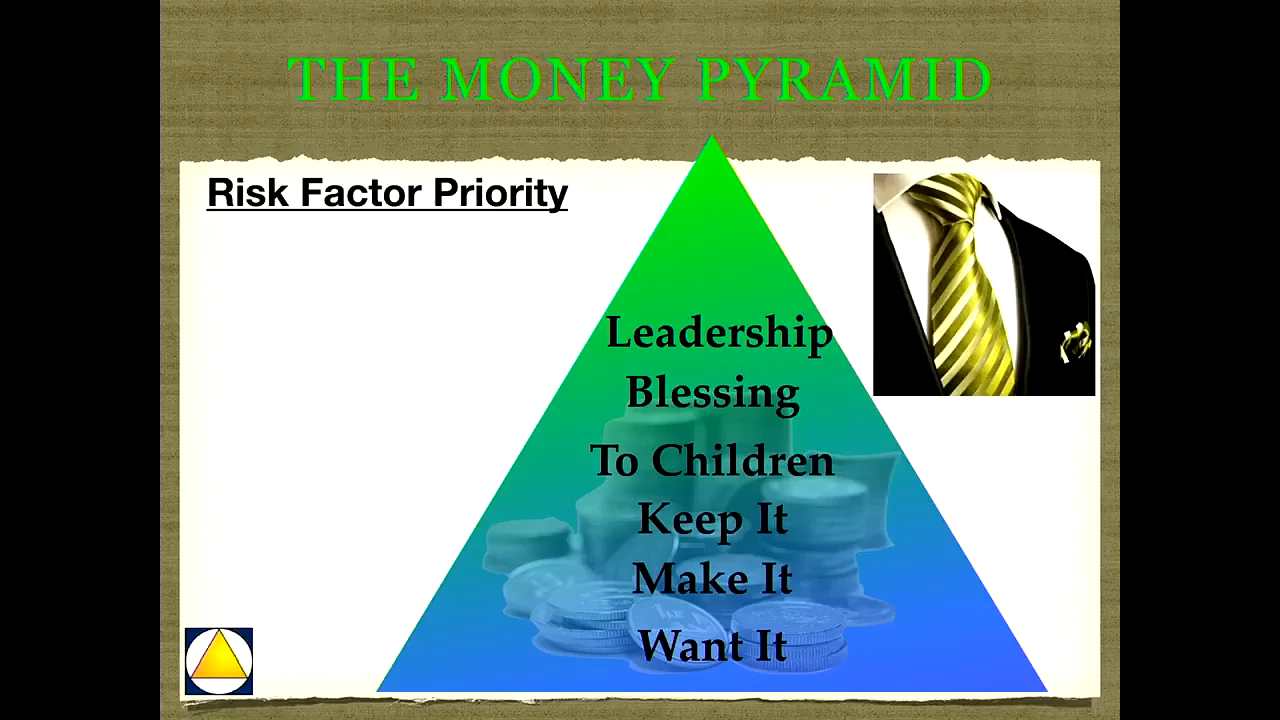 THE MONEY PYRAMID
Risk Factor Priority
Leadership
Blessing
To Children
Keep It
Make It
Want It